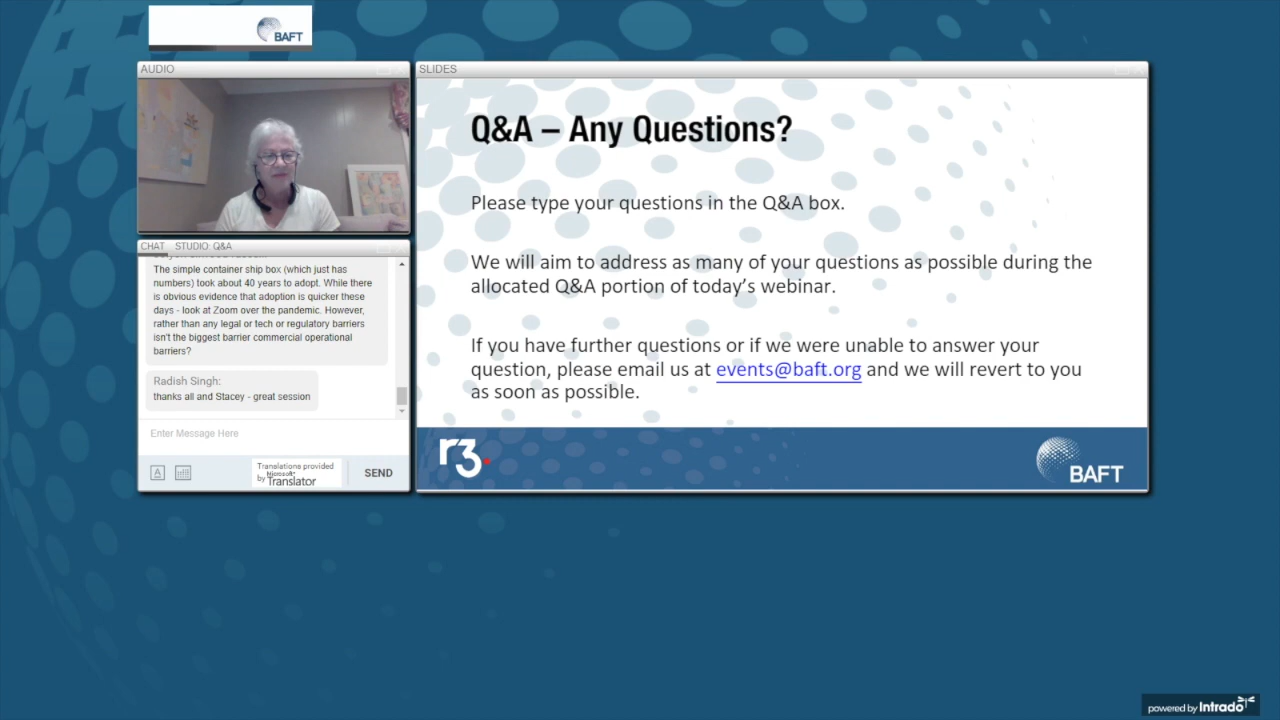 BAFT
AUDIO
SLIDES
Q&A – Any Questions?
Please type your questions in the Q&A box.
We will aim to address as many of your questions as possible during the
allocated Q&A portion of today's webinar.
If you have further questions or if we were unable to answer your
question, please email us at events@baft.org and we will revert to you
as soon as possible.
r3.
BAFT
CHAT STUDIO Q&A
The simple container ship box (which just has
numbers) took about 40 years to adopt. While there
is obvious evidence that adoption is quicker these
days - look at Zoom over the pandemic. However,
rather than any legal or tech or regulatory barriers
isn't the biggest barrier commercial operational
barriers?
Radish Singh:
thanks all and Stacey - great session
Enter Message Here
A
Translations provided
by Microsoft®
Translator
SEND
powered by Intrado